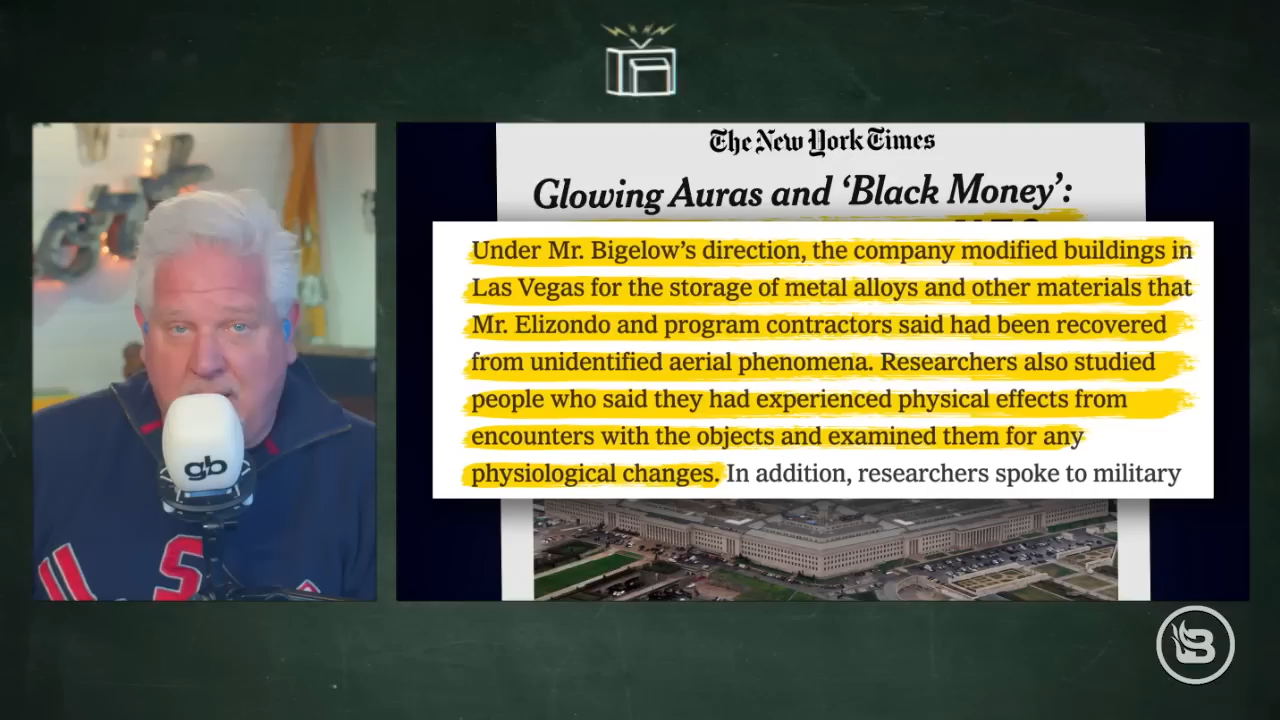 The New York Times
Glowing Auras and ‘Black Money’:
Under Mr. Bigelow’s direction, the company modified buildings in
Las Vegas for the storage of metal alloys and other materials that
Mr. Elizondo and program contractors said had been recovered
from unidentified aerial phenomena. Researchers also studied
people who said they had experienced physical effects from
encounters with the objects and examined them for any
physiological changes. In addition, researchers spoke to military
gb
S
B